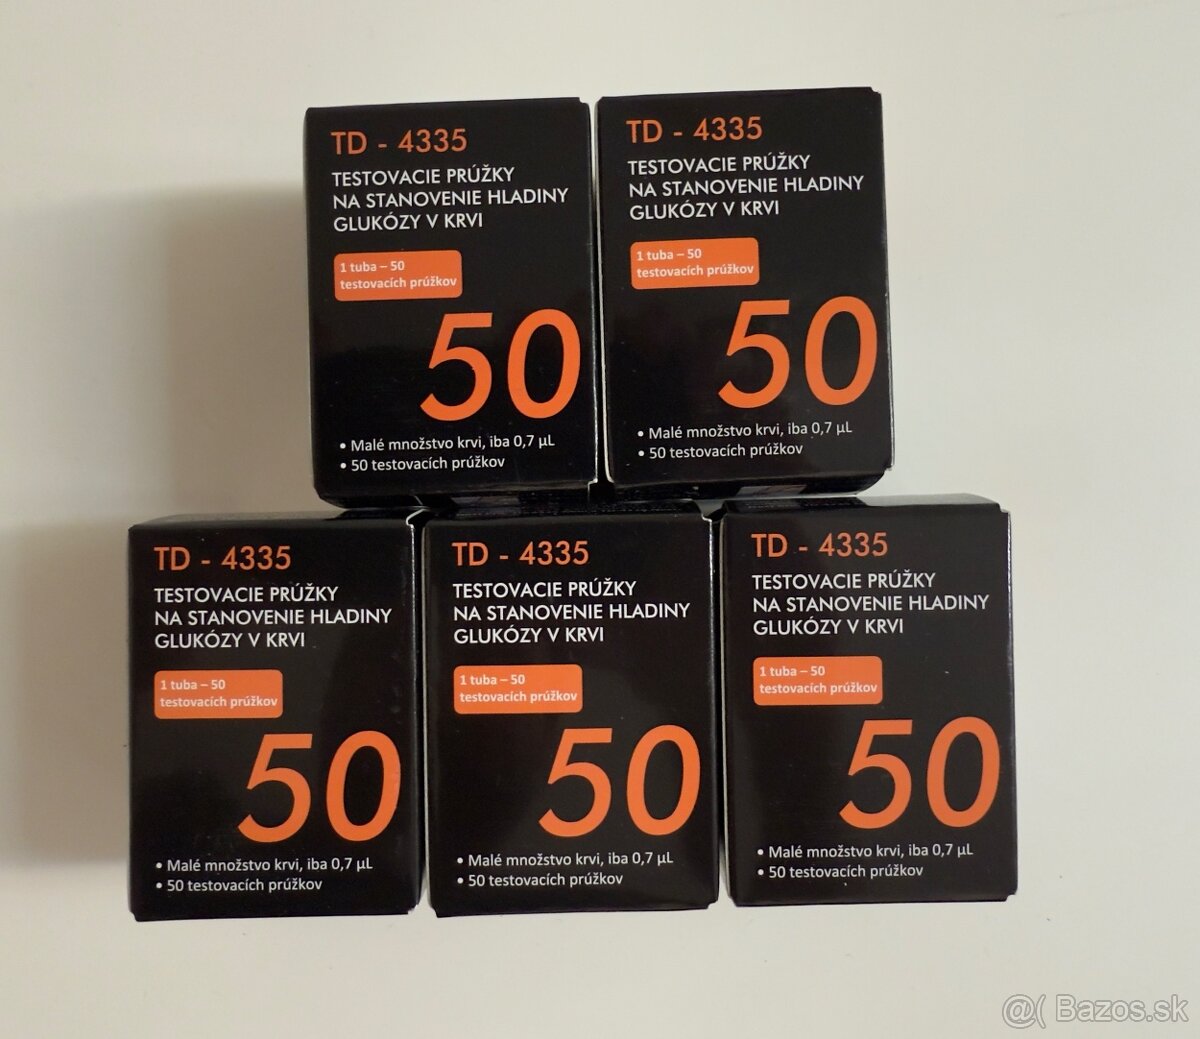 TD - 4335
TESTOVACIE PRÚŽKY
NA STANOVENIE HLADINY
GLUKÓZY V KRVI
1 tuba – 50
testovacích prúžkov
50
• Malé množstvo krvi, iba 0,7 µL
• 50 testovacích prúžkov
TD - 4335
TESTOVACIE PRÚŽKY
NA STANOVENIE HLADINY
GLUKÓZY V KRVI
1 tuba – 50
testovacích prúžkov
50
• Malé množstvo krvi, iba 0,7 µL
• 50 testovacích prúžkov
TD - 4335
TESTOVACIE PRÚŽKY
NA STANOVENIE HLADINY
GLUKÓZY V KRVI
1 tuba – 50
testovacích prúžkov
50
• Malé množstvo krvi, iba 0,7 µL
• 50 testovacích prúžkov
TD - 4335
TESTOVACIE PRÚŽKY
NA STANOVENIE HLADINY
GLUKÓZY V KRVI
1 tuba – 50
testovacích prúžkov
50
• Malé množstvo krvi, iba 0,7 µL
• 50 testovacích prúžkov
TD - 4335
TESTOVACIE PRÚŽKY
NA STANOVENIE HLADINY
GLUKÓZY V KRVI
1 tuba – 50
testovacích prúžkov
50
• Malé množstvo krvi, iba 0,7 µL
• 50 testovacích prúžkov
@( Bazos.sk